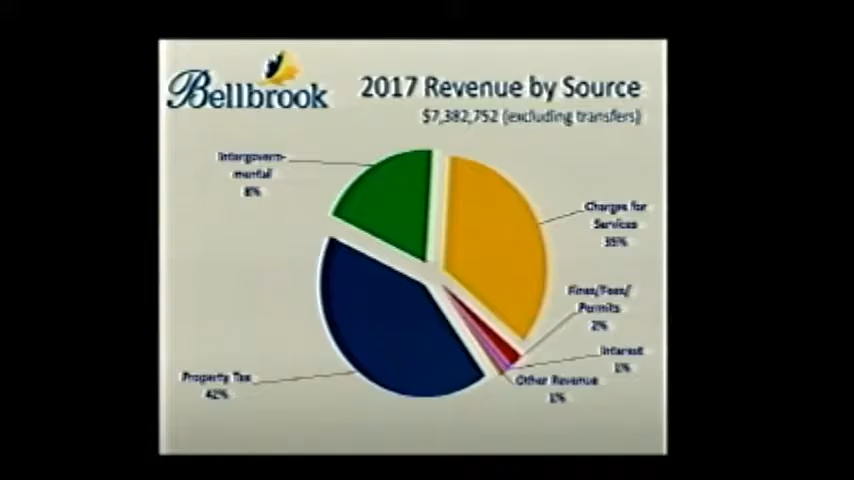 Bellbrook
2017 Revenue by Source
$7,382,752 (excluding transfers)
Intergovern-
mental
8%
Charges for
Services
Fines/Fees/
Permits
2%
Interest
1%
Other Revenue
1%
Property Tax
42%